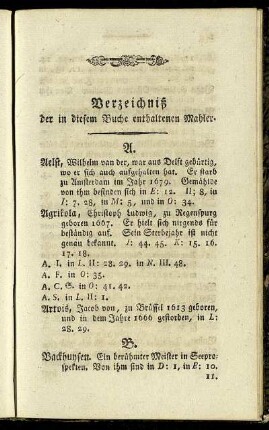 Verzeichniß
der in diesem Buche enthaltenen Mahler.
A.
Aelst, Wilhelm van der, war aus Delft gebürtig,
wo er sich auch aufgehalten hat. Er starb
zu Amsterdam im Jahr 1679. Gemählde
von ihm befinden sich in E: 12. H: 8, in
I: 7. 28, in M: 5, und in O: 34.
Agrikola, Christoph Ludwig, zu Regenspurg
geboren 1667. Er hielt sich nirgend für
beständig auf. Sein Sterbejahr ist nicht
genau bekannt. I: 44. 45. K: 15. 16.
17. 18.
A. I. in L. II: 28. 29. in N. III. 48.
A. F. in O: 35.
A. C. S. in O: 41. 42.
A. S. in L. II: 1.
Artois, Jacob von, zu Brüssel 1613 geboren,
und in dem Jahre 1666 gestorben, in L:
28. 29.
B.
Backhuysen. Ein berühmter Meister in Seepro-
spekten. Von ihm sind in D: 1, in E: 10.
11.